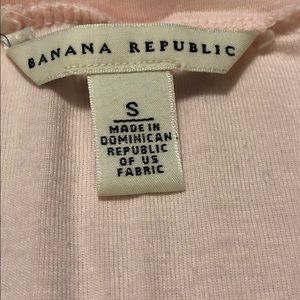 BANANA REPUBLIC
S
MADE IN
DOMINICAN
REPUBLIC
OF US
FABRIC